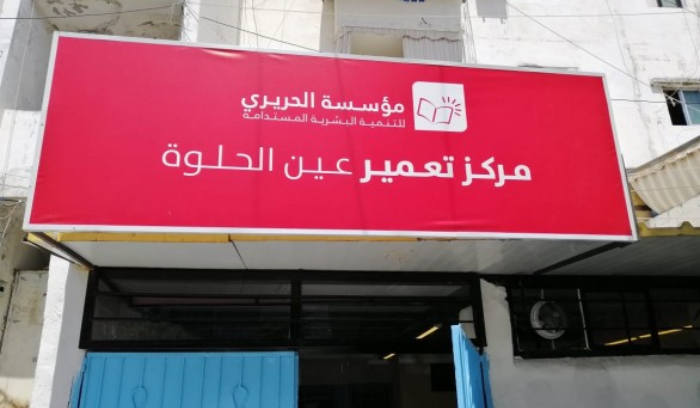 مؤسسة الحريري
للتنمية البشرية المستدامة
مركز تعمير عين الحلوة